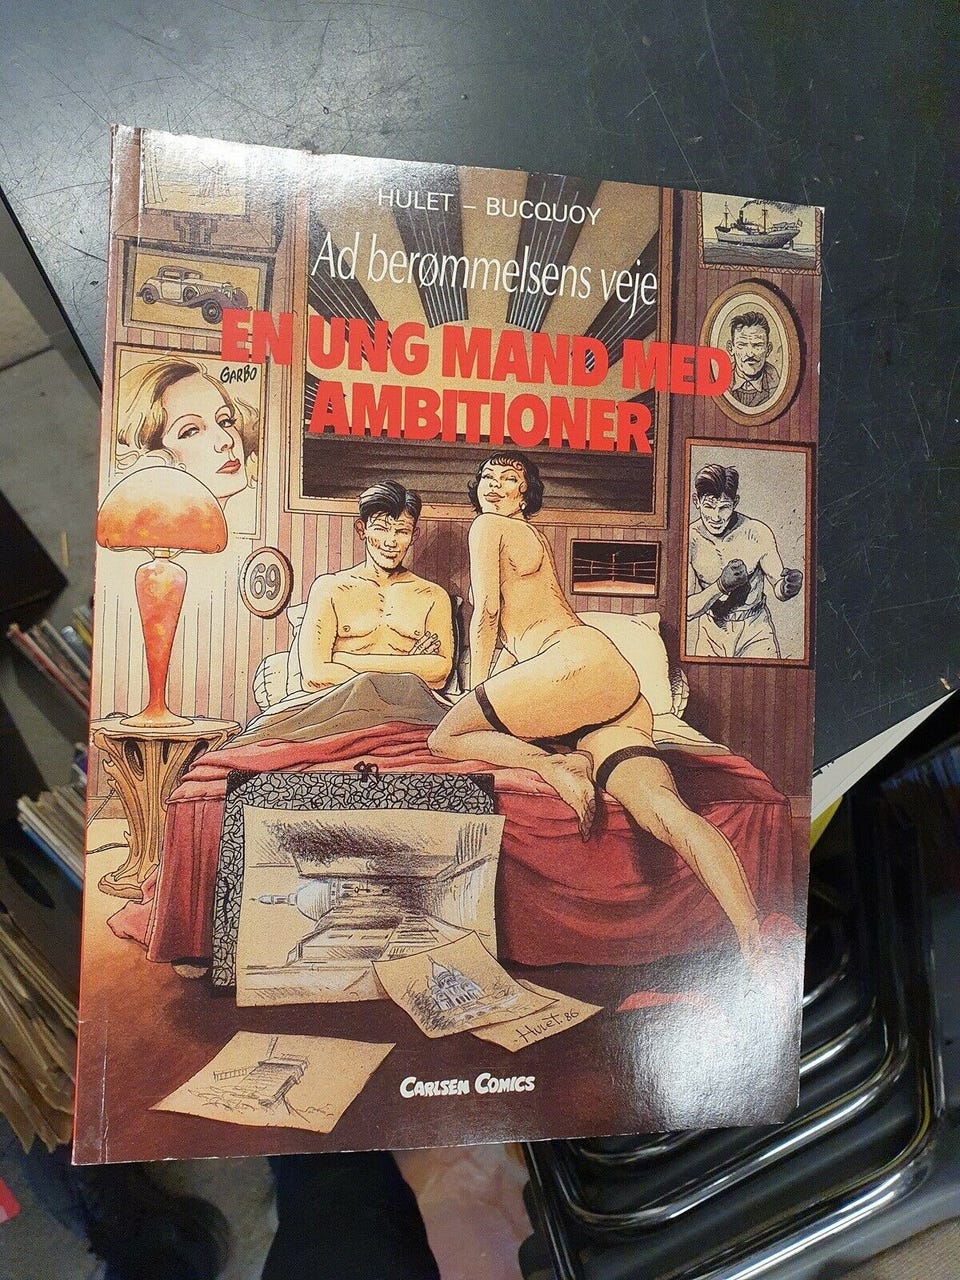 HULET – BUCQUOY
Ad berømmelsens veje
EN UNG MAND MED
AMBITIONER
GARBO
69
Hulet. 86
CARLSEN COMICS